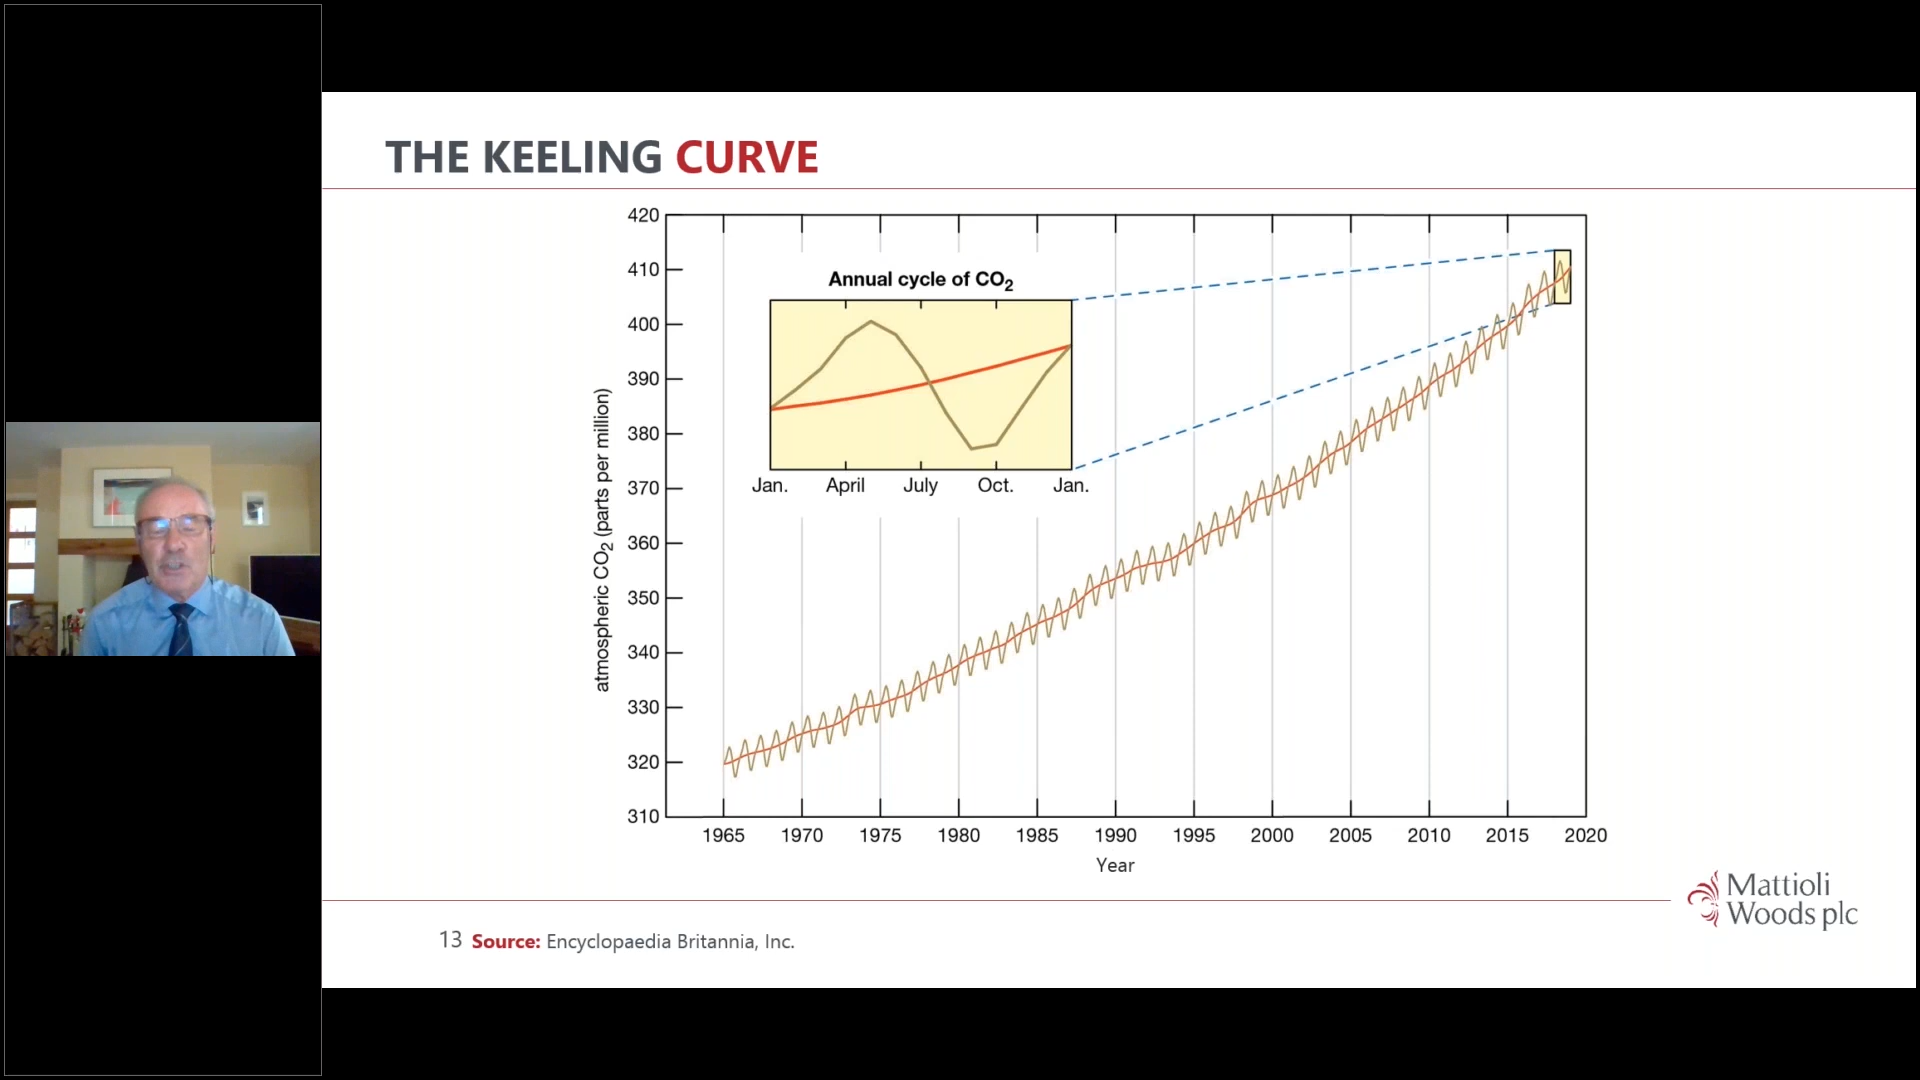 THE KEELING CURVE
420
410
400
390
380
370
360
350
340
330
320
310
atmospheric CO2 (parts per million)
Annual cycle of CO2
Jan. April July Oct. Jan.
1965 1970 1975 1980 1985 1990 1995 2000 2005 2010 2015 2020
Year
Mattioli
Woods plc
13 Source: Encyclopaedia Britannia, Inc.